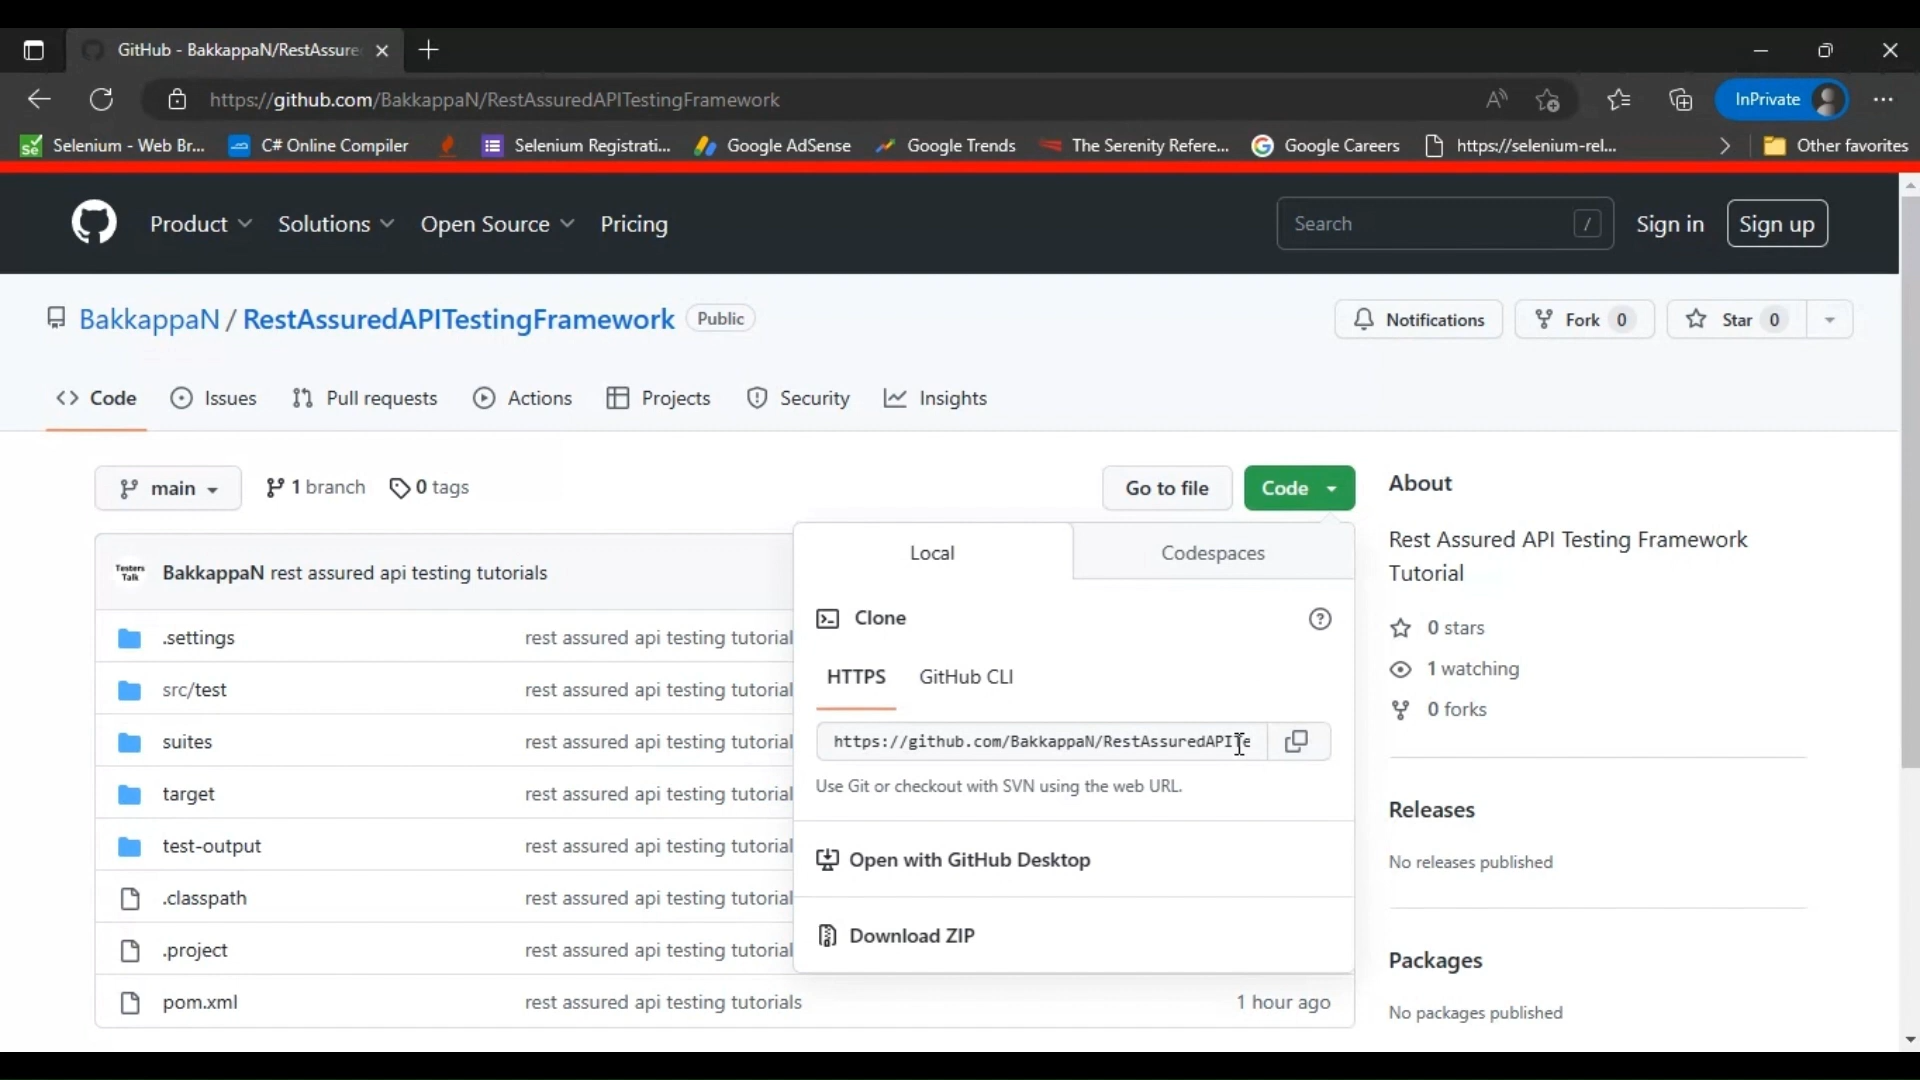 GitHub - BakkappaN/RestAssure
https://github.com/BakkappaN/RestAssuredAPITestingFramework
InPrivate
Selenium - Web Br...
C# Online Compiler
Selenium Registrati...
Google AdSense
Google Trends
The Serenity Refere...
Google Careers
https://selenium-rel...
Other favorites
Product
Solutions
Open Source
Pricing
Search /
Sign in
Sign up
BakkappaN / RestAssuredAPITestingFramework Public
Notifications
Fork 0
Star 0
Code
Issues
Pull requests
Actions
Projects
Security
Insights
main
1 branch
0 tags
Go to file
Code
Testers
Talk
BakkappaN rest assured api testing tutorials
.settings rest assured api testing tutorial
src/test rest assured api testing tutorial
suites rest assured api testing tutorial
target rest assured api testing tutorial
test-output rest assured api testing tutorial
.classpath rest assured api testing tutorial
.project rest assured api testing tutorial
pom.xml rest assured api testing tutorials 1 hour ago
Local
Codespaces
Clone
HTTPS
GitHub CLI
https://github.com/BakkappaN/RestAssuredAPITe
Use Git or checkout with SVN using the web URL.
Open with GitHub Desktop
Download ZIP
About
Rest Assured API Testing Framework
Tutorial
0 stars
1 watching
0 forks
Releases
No releases published
Packages
No packages published